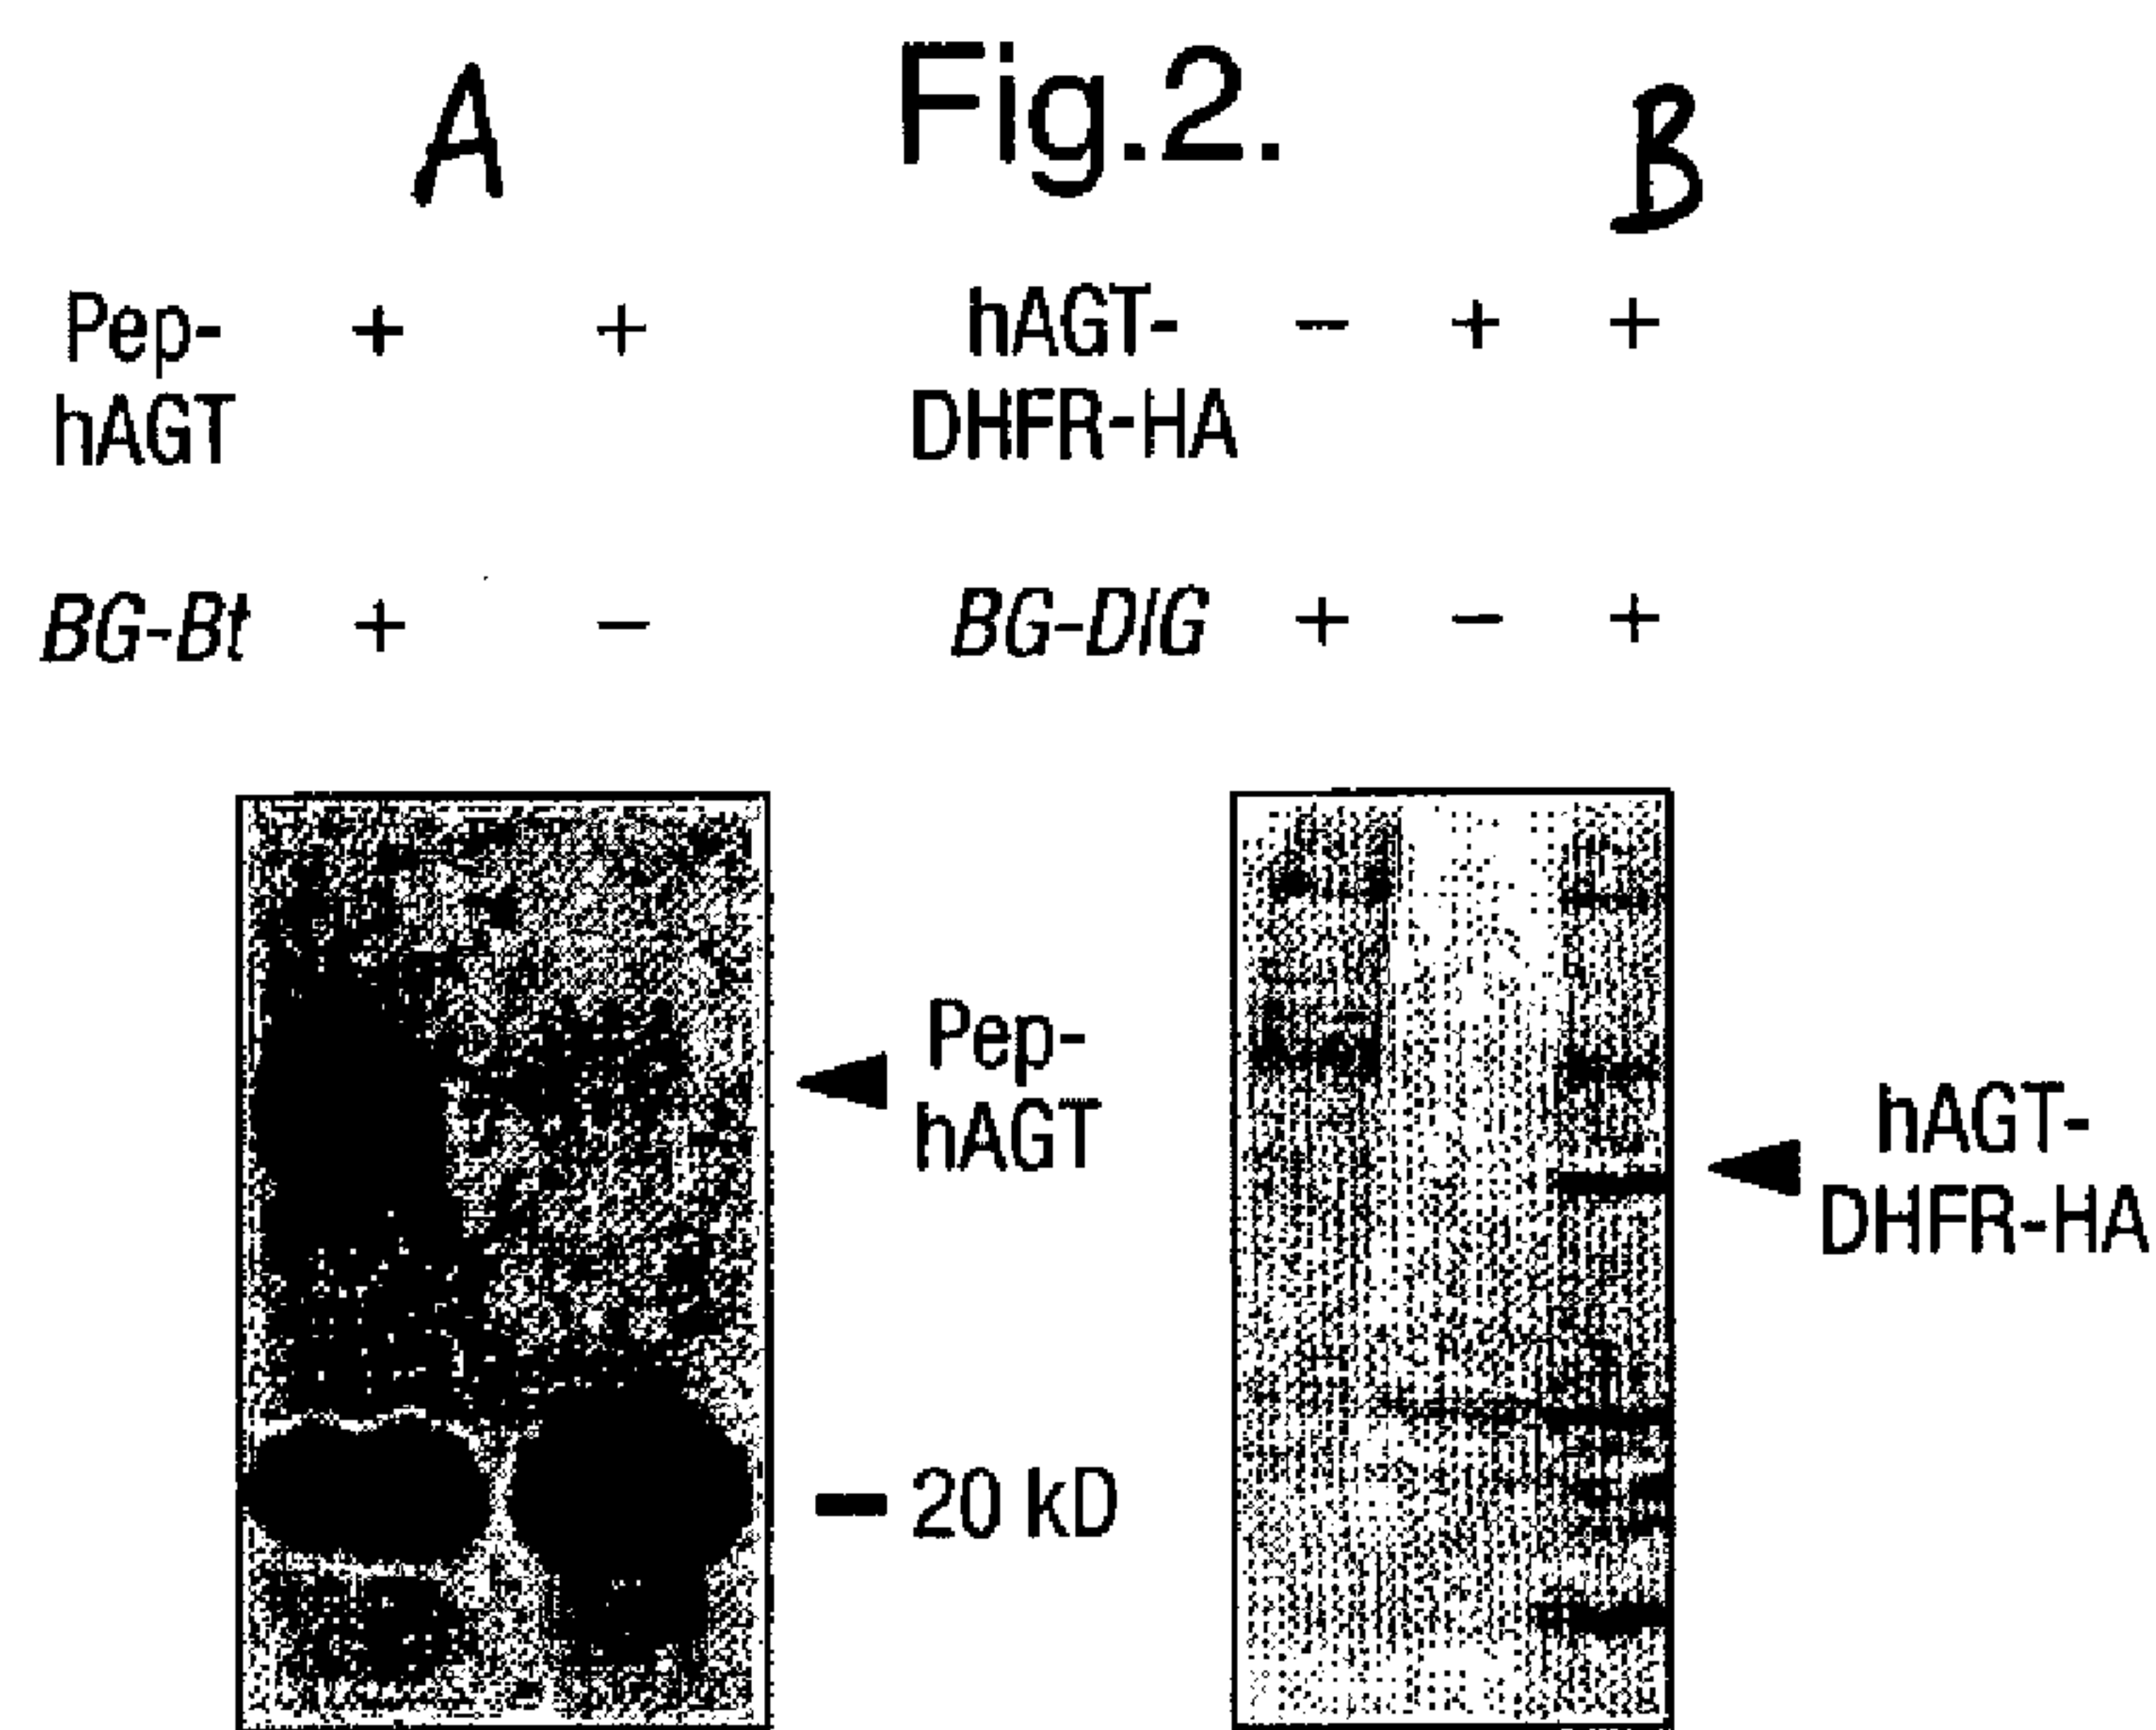 Fig.2.
A
Pep-
hAGT
+ +
BG-Bt + −
Pep-
hAGT
20 kD
B
hAGT-
DHFR-HA
− + +
BG-DIG + − +
hAGT-
DHFR-HA